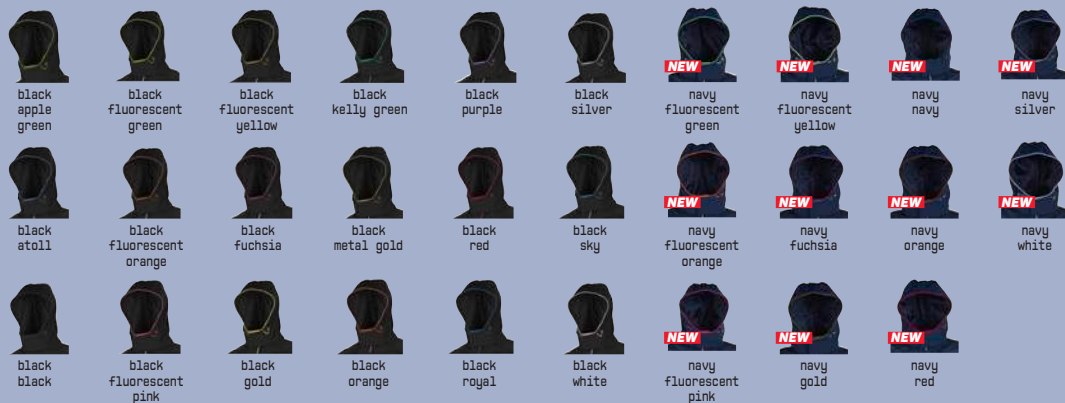 NEW
NEW
NEW
NEW
black
apple
green
black
fluorescent
green
black
fluorescent
yellow
black
kelly green
black
purple
black
silver
navy
fluorescent
green
navy
fluorescent
yellow
navy
navy
navy
silver
NEW
NEW
NEW
NEW
black
atoll
black
fluorescent
orange
black
fuchsia
black
metal gold
black
red
black
sky
navy
fluorescent
orange
navy
fuchsia
navy
orange
navy
white
NEW
NEW
NEW
black
black
black
fluorescent
pink
black
gold
black
orange
black
royal
black
white
navy
fluorescent
pink
navy
gold
navy
red